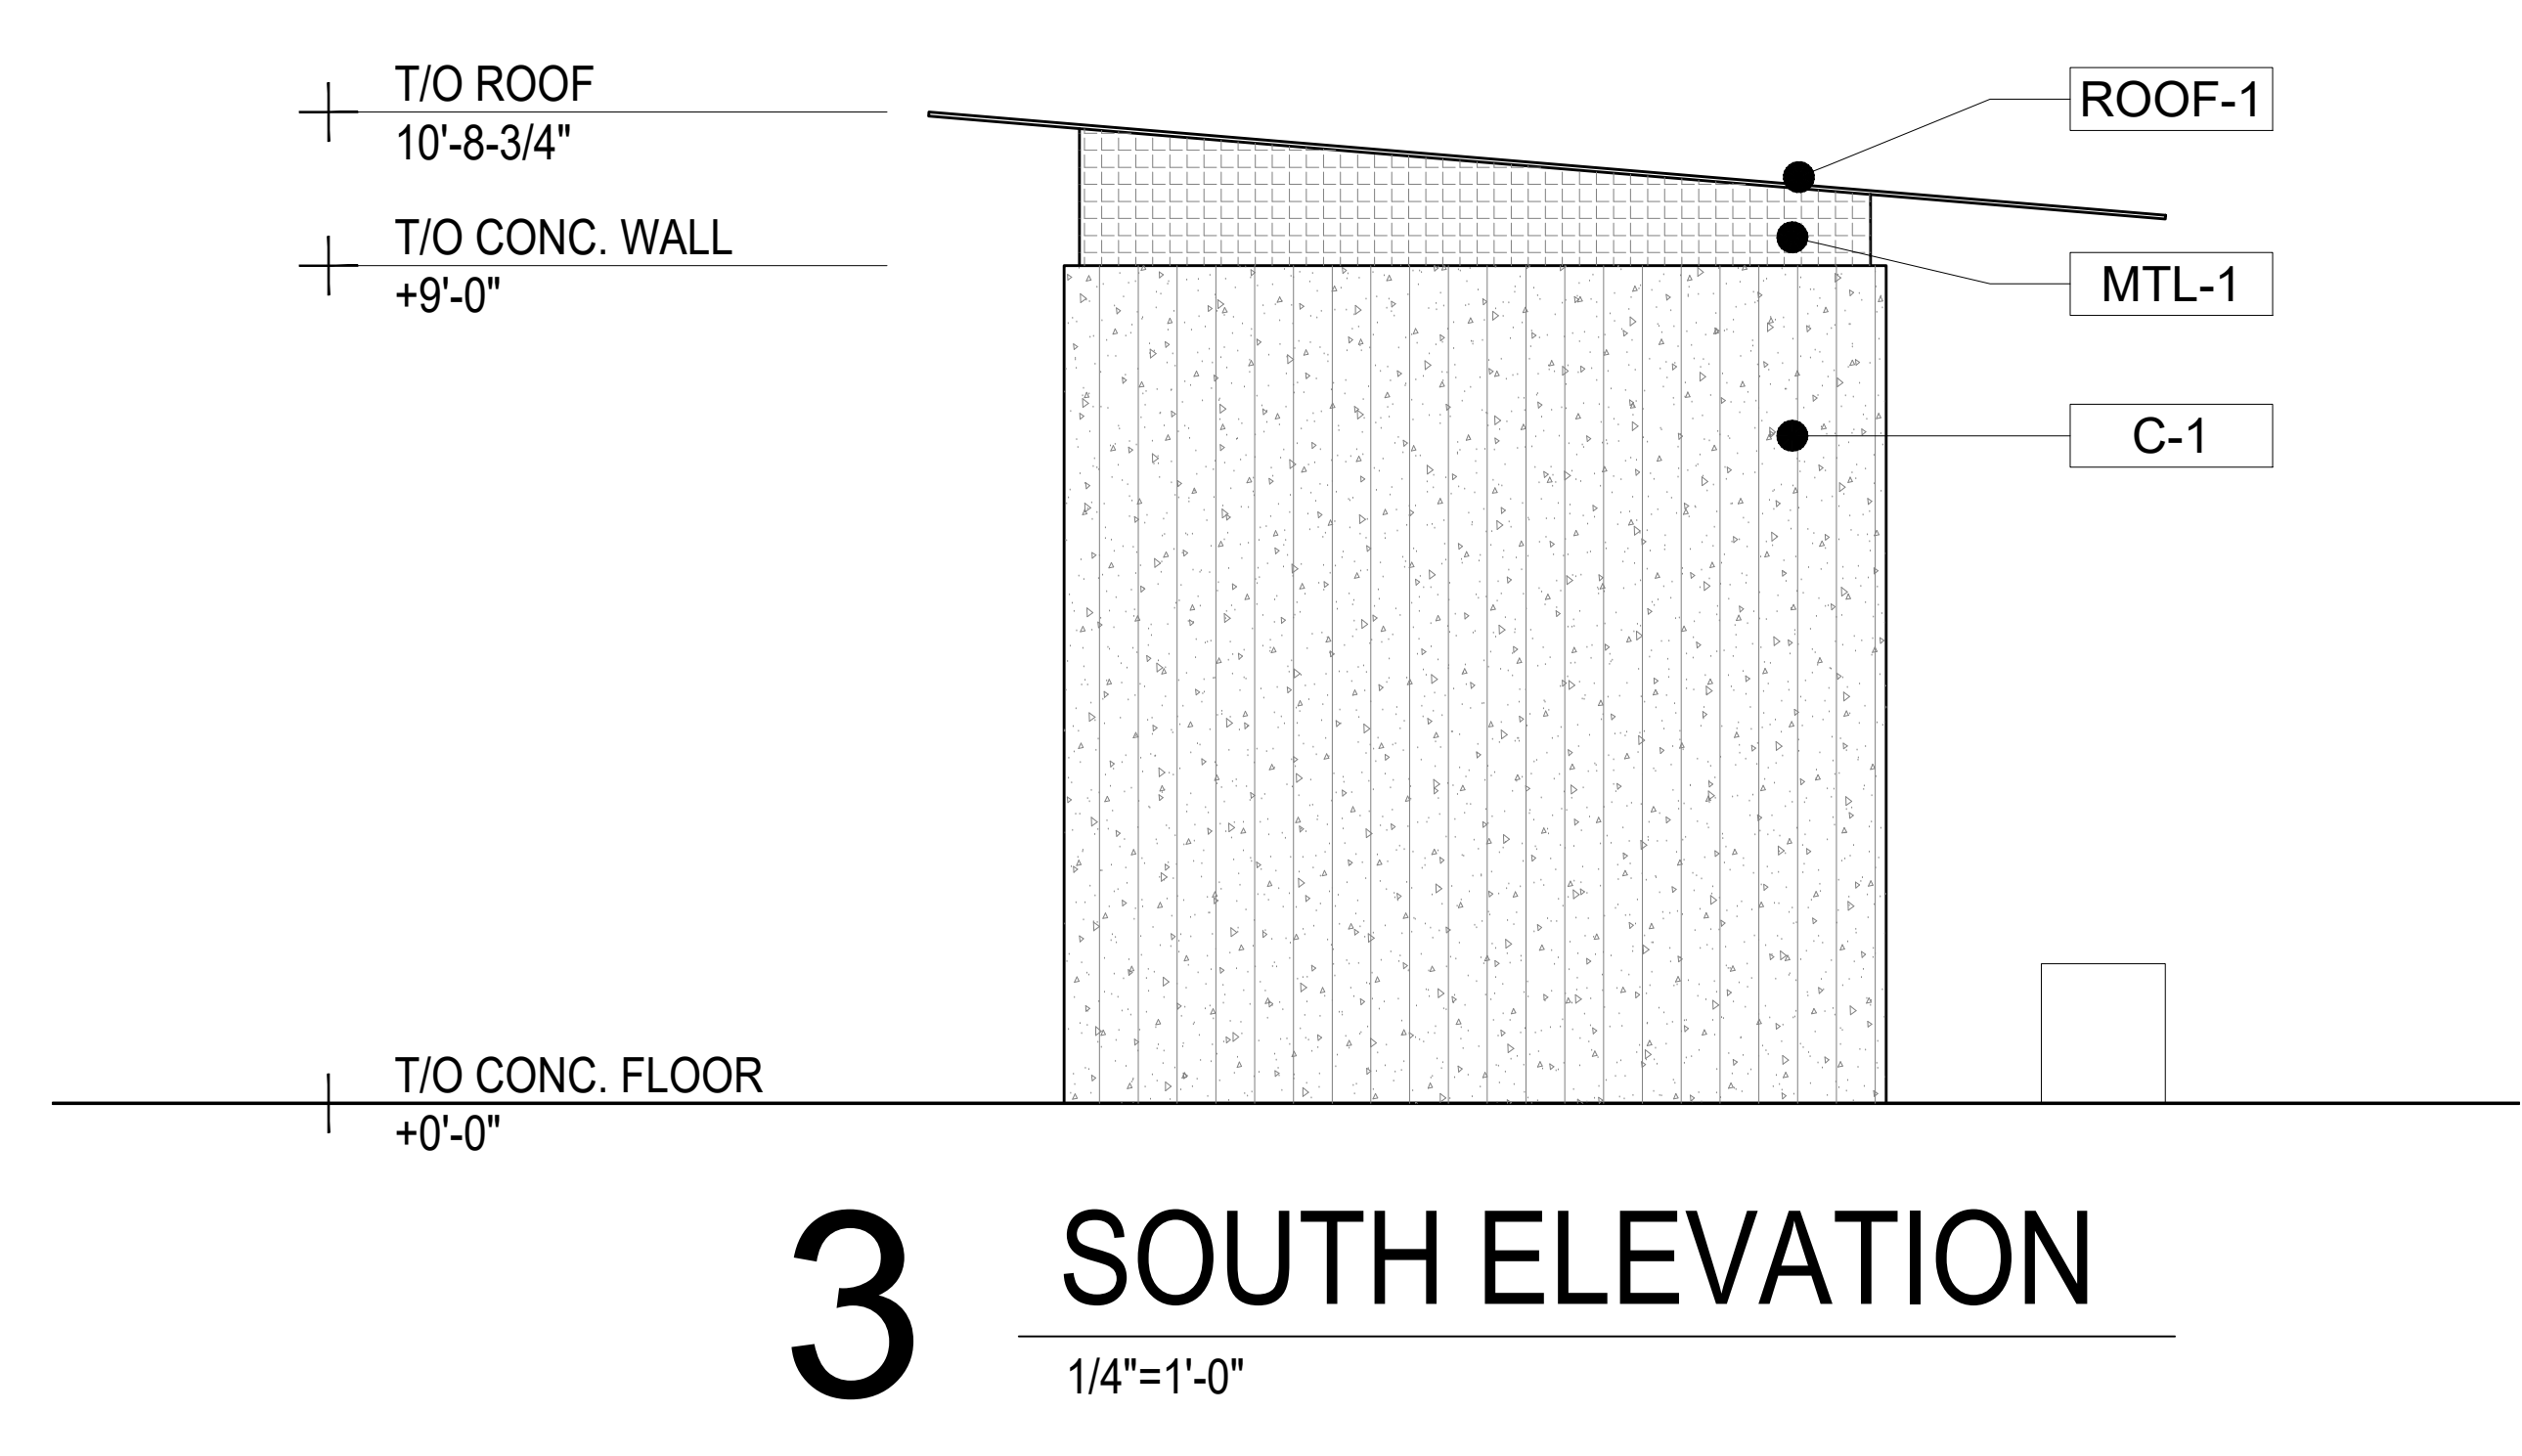 T/O ROOF
10'-8-3/4"
T/O CONC. WALL
+9'-0"
ROOF-1
MTL-1
C-1
T/O CONC. FLOOR
+0'-0"
3 SOUTH ELEVATION
1/4"=1'-0"